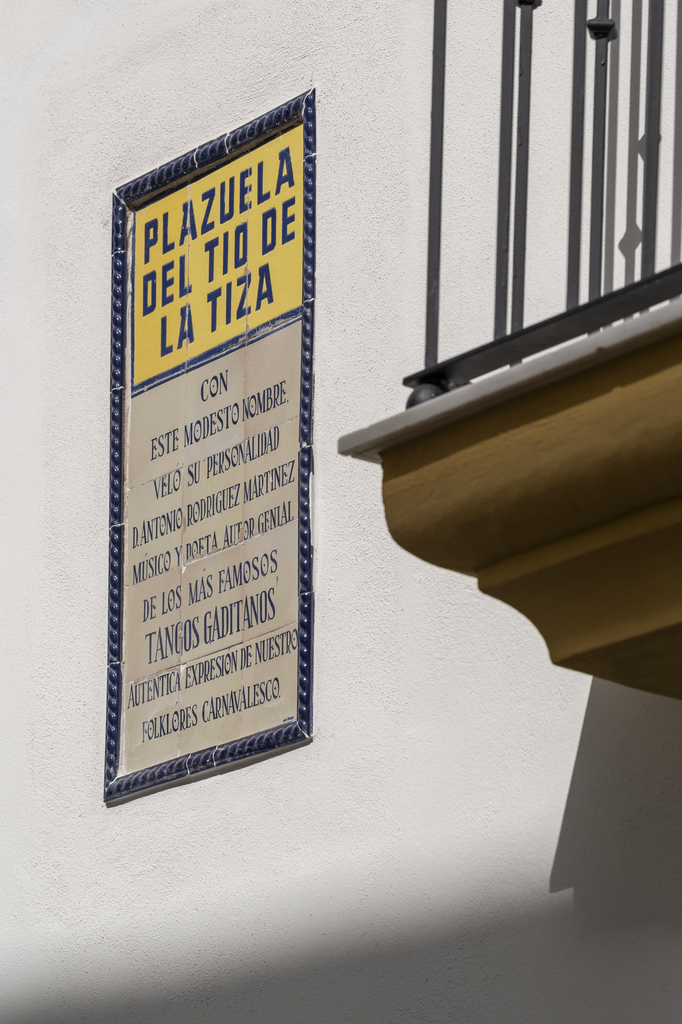 PLAZUELA
DEL TIO DE
LA TIZA
CON
ESTE MODESTO NOMBRE.
VELÓ SU PERSONALIDAD
D.ANTONIO RODRIGUEZ MARTINEZ
MÚSICO Y POETA AUTOR GENIAL
DE LOS MÁS FAMOSOS
TANGOS GADITANOS
AUTENTICA EXPRESION DE NUESTRO
FOLKLORES CARNAVALESCO.